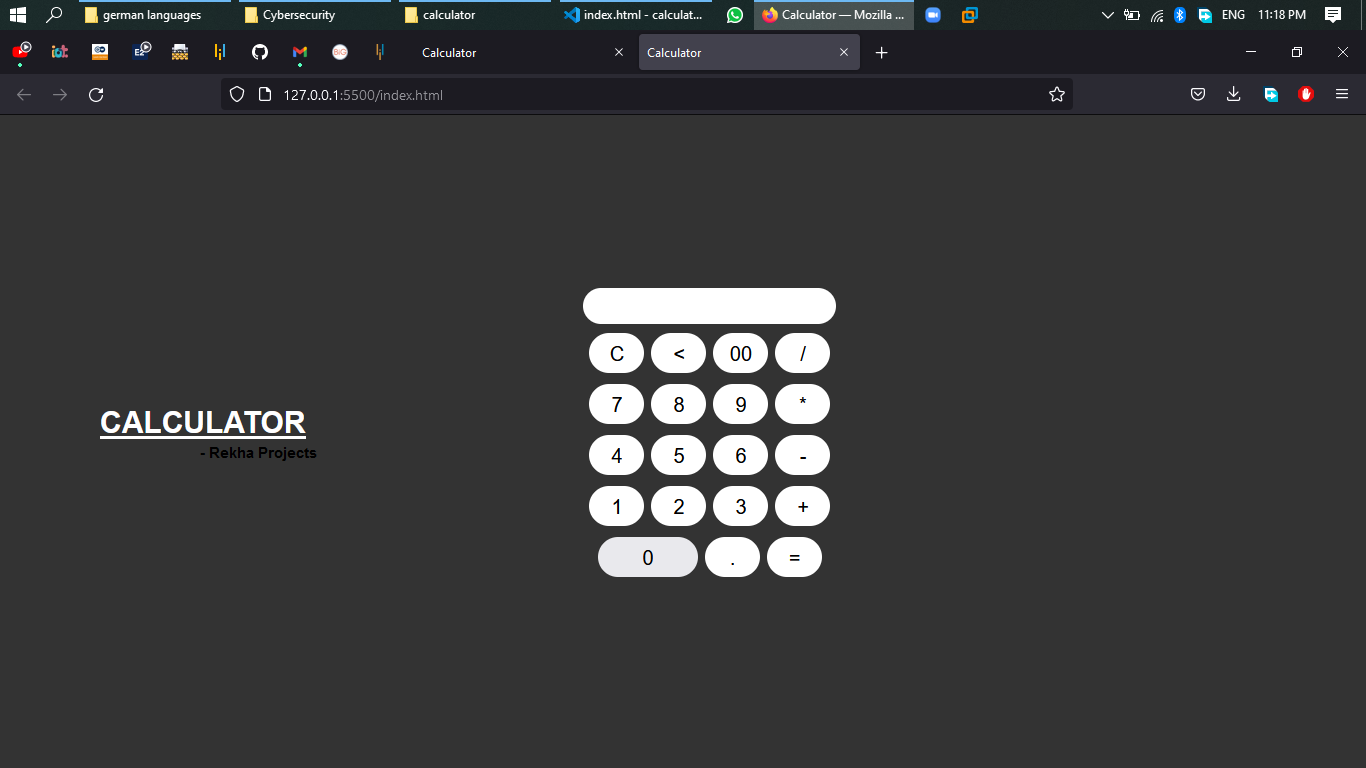 german languages Cybersecurity calculator index.html - calculat... Calculator — Mozilla ... ENG 11:18 PM
Calculator Calculator
127.0.0.1:5500/index.html
C < 00 /
7 8 9 *
CALCULATOR
- Rekha Projects
4 5 6 -
1 2 3 +
0 . =